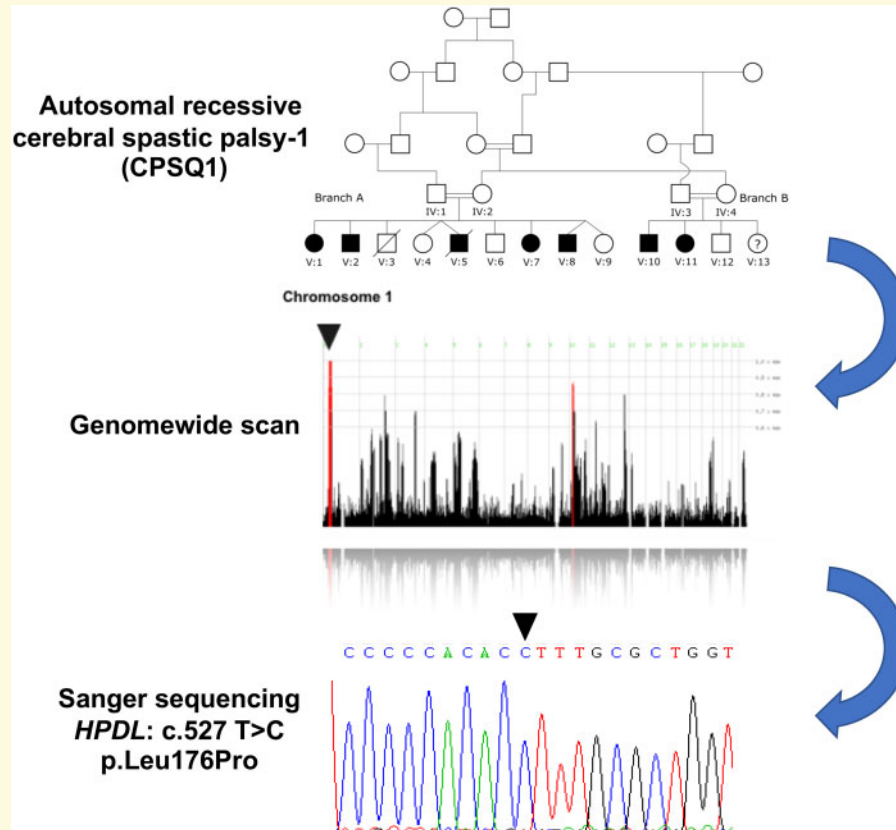 Autosomal recessive
cerebral spastic palsy-1
(CPSQ1)
Branch A
IV:1
IV:2
IV:3
IV:4
Branch B
?
V:1
V:2
V:3
V:4
V:5
V:6
V:7
V:8
V:9
V:10
V:11
V:12
V:13
Chromosome 1
Genomewide scan
C C C C C A C A C C T T T G C G C T G G T
Sanger sequencing
HPDL: c.527 T>C
p.Leu176Pro